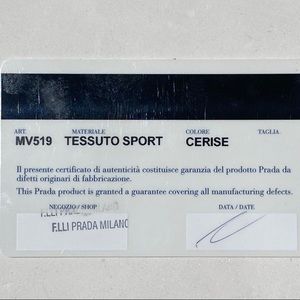 ART. MATERIALE COLORE TAGLIA
MV519 TESSUTO SPORT CERISE
Il presente certificato di autenticità costituisce garanzia del prodotto Prada da
difetti originari di fabbricazione.
This Prada product is granted a guarantee covering all manufacturing defects.
NEGOZIO / SHOP DATA / DATE
F.LLI PRADA MILANO